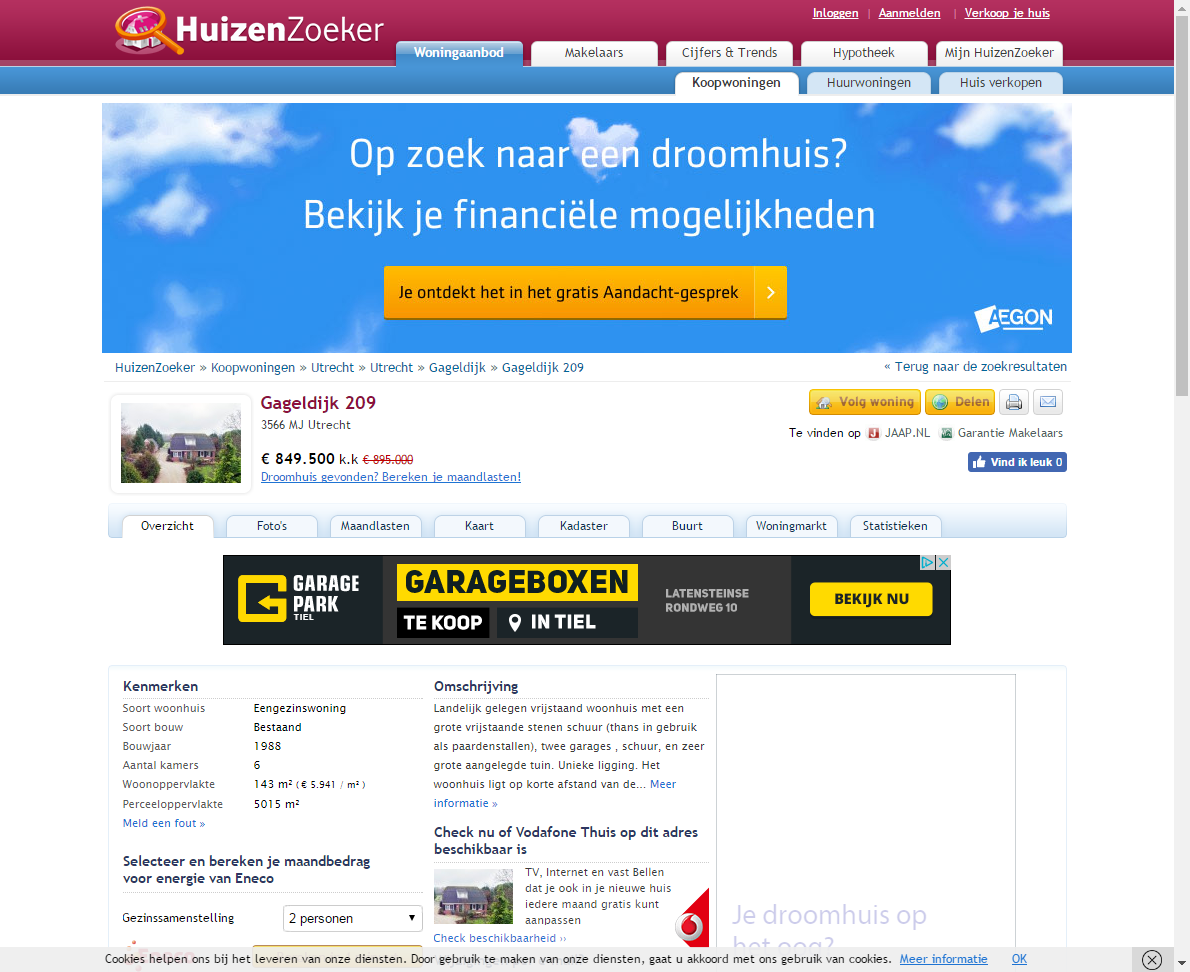 Inloggen | Aanmelden | Verkoop je huis
HuizenZoeker
Woningaanbod Makelaars Cijfers & Trends Hypotheek Mijn HuizenZoeker
Koopwoningen Huurwoningen Huis verkopen
Op zoek naar een droomhuis?
Bekijk je financiële mogelijkheden
Je ontdekt het in het gratis Aandacht-gesprek
AEGON
HuizenZoeker » Koopwoningen » Utrecht » Utrecht » Gageldijk » Gageldijk 209
« Terug naar de zoekresultaten
Gageldijk 209
3566 MJ Utrecht
€ 849.500 k.k € 895.000
Droomhuis gevonden? Bereken je maandlasten!
Volg woning Delen
Te vinden op JAAP.NL Garantie Makelaars
Vind ik leuk 0
Overzicht Foto's Maandlasten Kaart Kadaster Buurt Woningmarkt Statistieken
GARAGE
PARK
TIEL
GARAGEBOXEN
TE KOOP IN TIEL
LATENSTEINSE
RONDWEG 10
BEKIJK NU
Kenmerken
Soort woonhuis Eengezinswoning
Soort bouw Bestaand
Bouwjaar 1988
Aantal kamers 6
Woonoppervlakte 143 m² ( € 5.941 / m² )
Perceeloppervlakte 5015 m²
Meld een fout »
Selecteer en bereken je maandbedrag
voor energie van Eneco
Gezinssamenstelling 2 personen
Omschrijving
Landelijk gelegen vrijstaand woonhuis met een
grote vrijstaande stenen schuur (thans in gebruik
als paardenstallen), twee garages , schuur, en zeer
grote aangelegde tuin. Unieke ligging. Het
woonhuis ligt op korte afstand van de... Meer
informatie »
Check nu of Vodafone Thuis op dit adres
beschikbaar is
TV, Internet en vast Bellen
dat je ook in je nieuwe huis
iedere maand gratis kunt
aanpassen
Check beschikbaarheid ››
Je droomhuis op
het oog?
Cookies helpen ons bij het leveren van onze diensten. Door gebruik te maken van onze diensten, gaat u akkoord met ons gebruik van cookies. Meer informatie OK